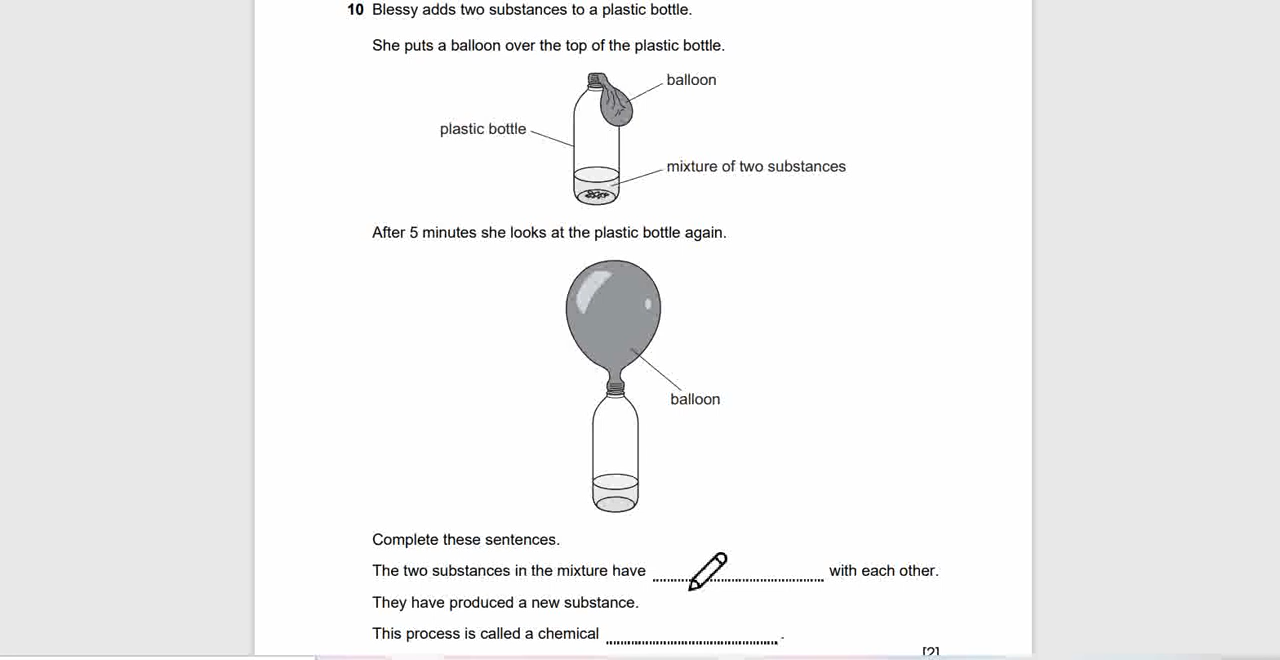 10 Blessy adds two substances to a plastic bottle.
She puts a balloon over the top of the plastic bottle.
balloon
plastic bottle
mixture of two substances
After 5 minutes she looks at the plastic bottle again.
balloon
Complete these sentences.
The two substances in the mixture have ........................................ with each other.
They have produced a new substance.
This process is called a chemical ........................................ .
[2]